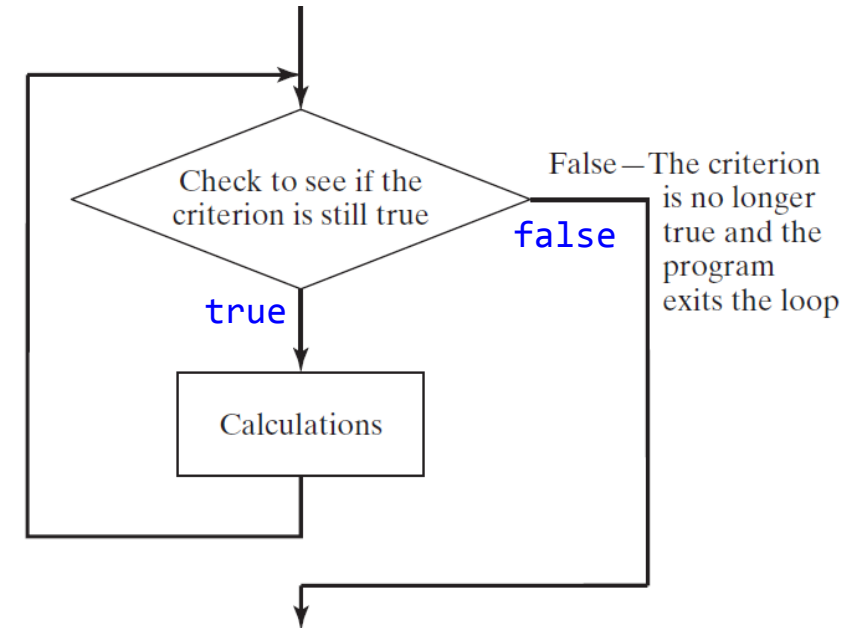 Check to see if the
criterion is still true
False—The criterion
is no longer
true and the
program
exits the loop
false
true
Calculations